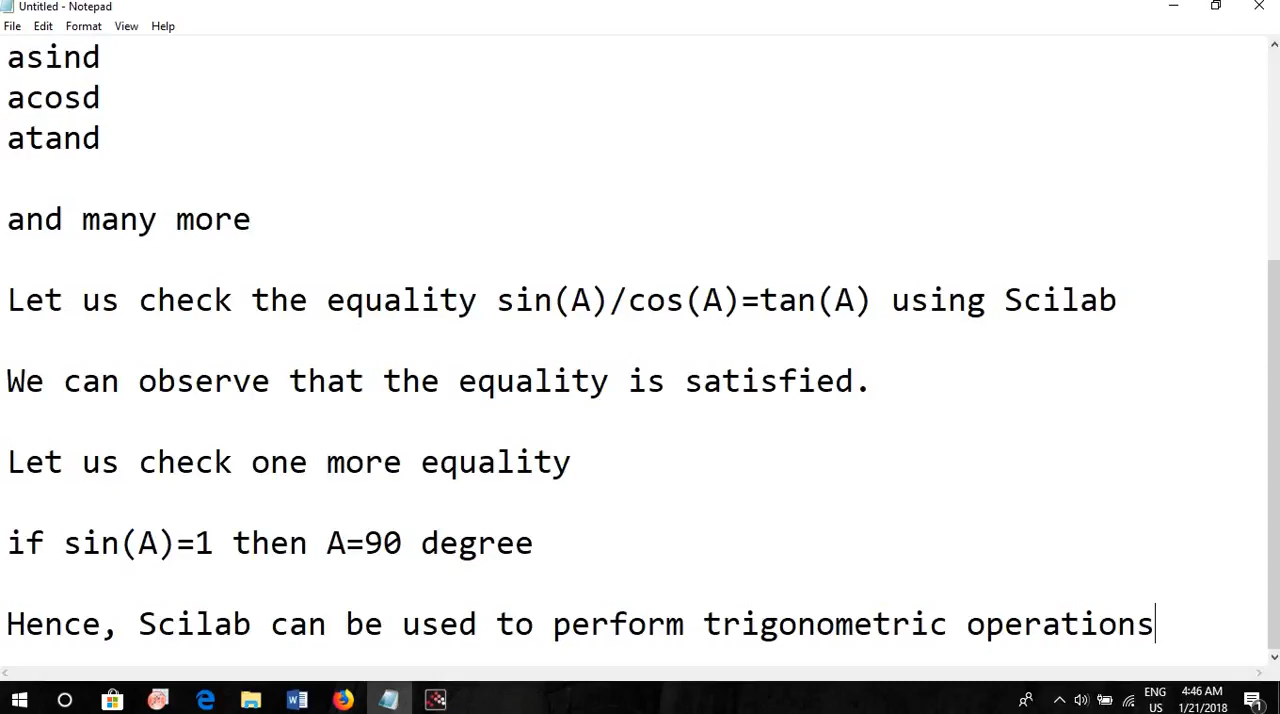 Untitled - Notepad
File Edit Format View Help
asind
acosd
atand
and many more
Let us check the equality sin(A)/cos(A)=tan(A) using Scilab
We can observe that the equality is satisfied.
Let us check one more equality
if sin(A)=1 then A=90 degree
Hence, Scilab can be used to perform trigonometric operations
ENG 4:46 AM
US 1/21/2018
1